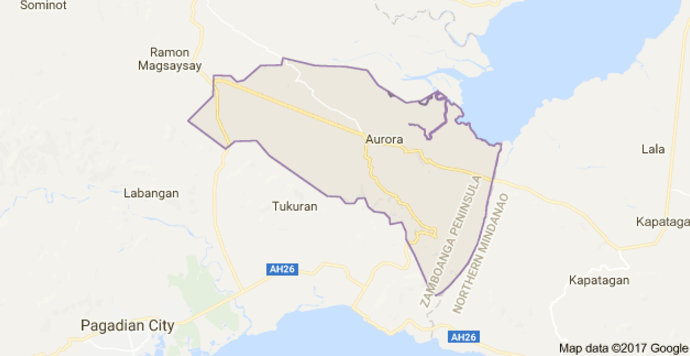 Sominot
Ramon
Magsaysay
Aurora
Lala
Labangan
Tukuran
ZAMBOANGA PENINSULA
NORTHERN MINDANAO
Kapataga
AH26
Kapatagan
Pagadian City
AH26
Map data ©2017 Google